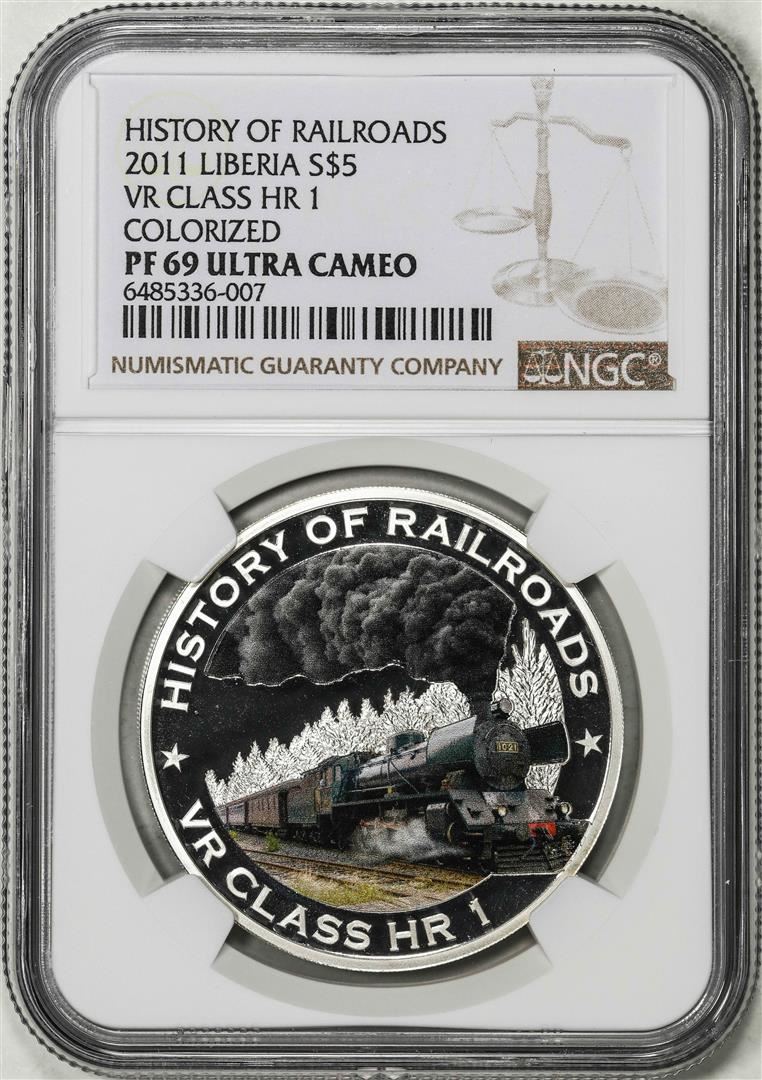 HISTORY OF RAILROADS
2011 LIBERIA S$5
VR CLASS HR 1
COLORIZED
PF 69 ULTRA CAMEO
6485336-007
NUMISMATIC GUARANTY COMPANY
NGC®
HISTORY OF RAILROADS
1021
VR CLASS HR 1